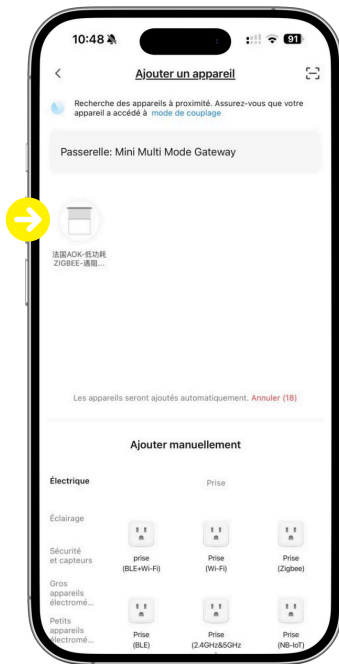 10:48
91
Ajouter un appareil
Recherche des appareils à proximité. Assurez-vous que votre
appareil a accédé à mode de couplage
Passerelle: Mini Multi Mode Gateway
法国AOK-低功耗
ZIGBEE-遇阻...
Les appareils seront ajoutés automatiquement. Annuler (18)
Ajouter manuellement
Électrique
Prise
Éclairage
Sécurité
et capteurs
prise
(BLE+Wi-Fi)
Prise
(Wi-Fi)
Prise
(Zigbee)
Gros
appareils
électromé...
Petits
appareils
électromé...
Prise
(BLE)
Prise
(2.4GHz&5GHz
Prise
(NB-IoT)